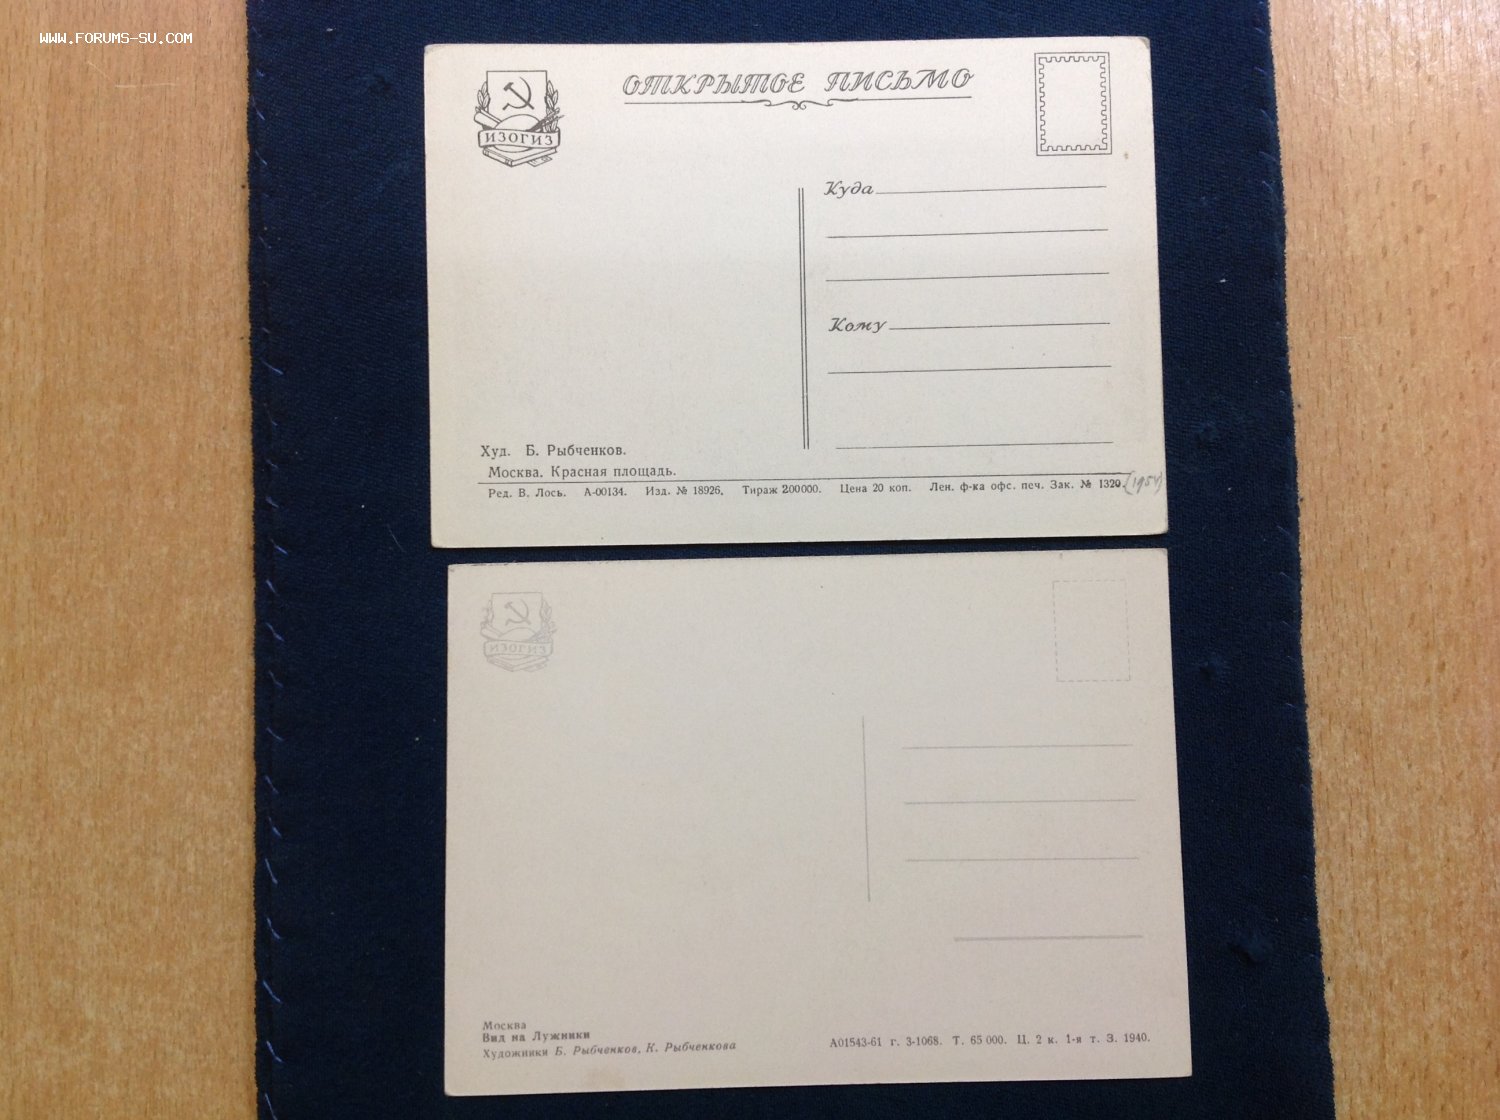 WWW.FORUMS-SU.COM
ОТКРЫТОЕ ПИСЬМО
ИЗОГИЗ
Куда
Кому
Худ. Б. Рыбченков.
Москва. Красная площадь.
Ред. В. Лось. А-00134. Изд. № 18926. Тираж 200000. Цена 20 коп. Лен. ф-ка офс. печ. Зак. № 1320. (195V)
ИЗОГИЗ
Москва
Вид на Лужники
Художники Б. Рыбченков, К. Рыбченкова
А01543-61 г. 3-1068. Т. 65 000. Ц. 2 к. 1-я т. З. 1940.